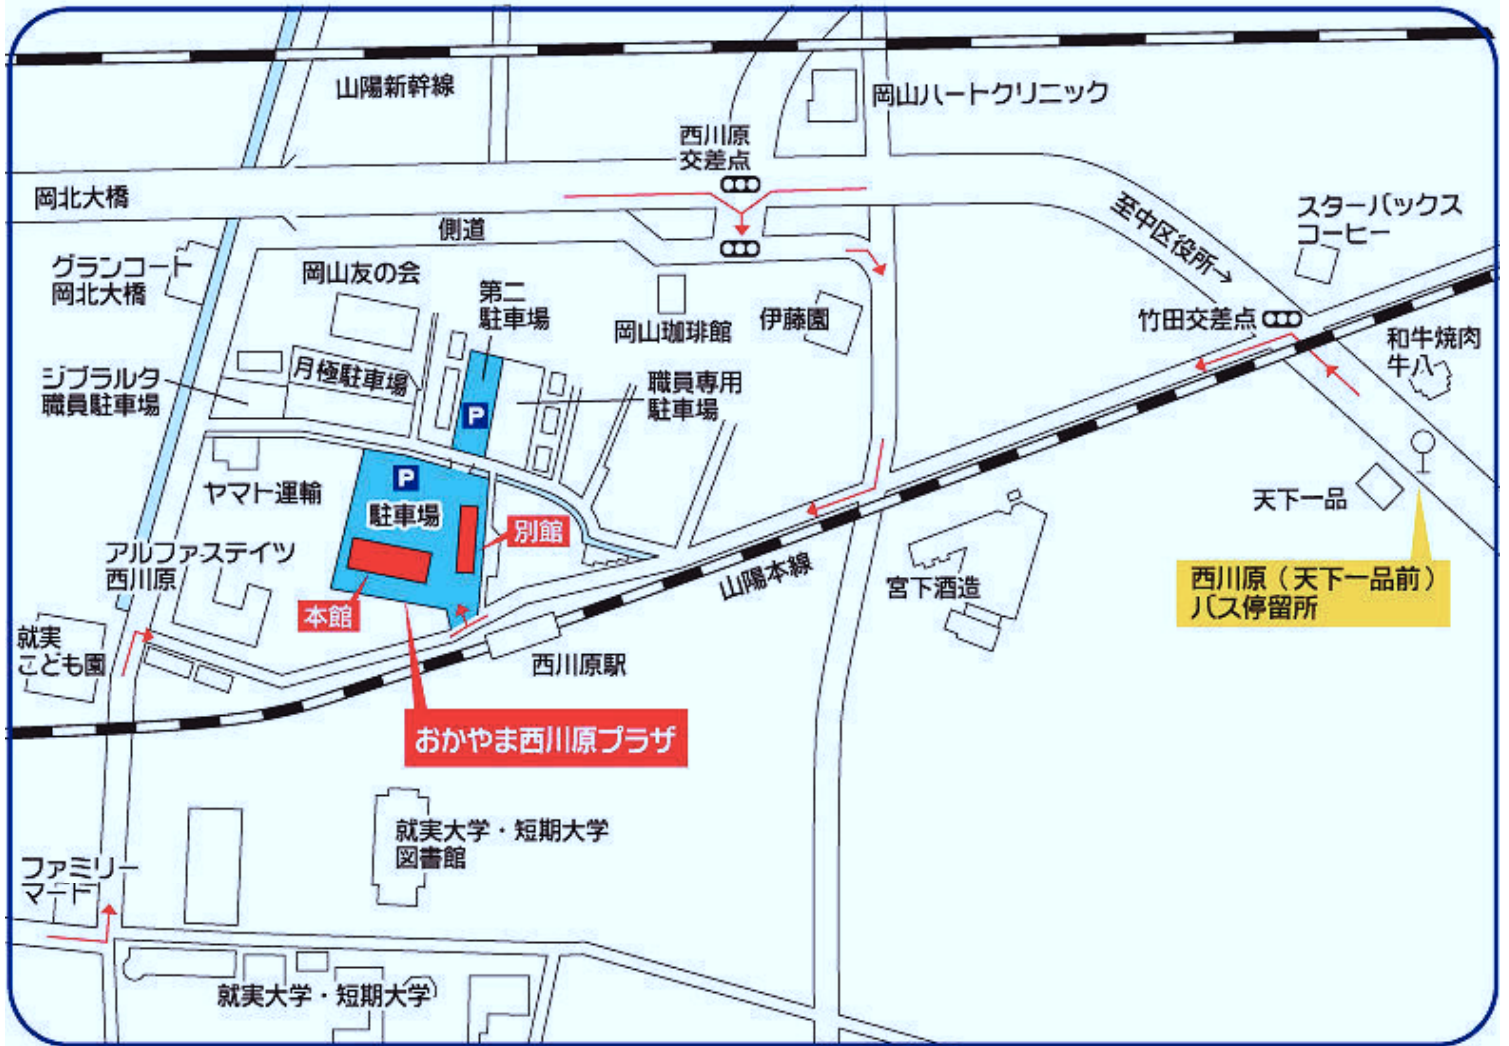 山陽新幹線
岡山ハートクリニック
西川原
交差点
岡北大橋
側道
至中区役所→
スターバックス
コーヒー
グランコート
岡北大橋
岡山友の会
第二
駐車場
岡山珈琲館
伊藤園
竹田交差点
和牛焼肉
牛八
ジブラルタ
職員駐車場
月極駐車場
職員専用
駐車場
P
P
駐車場
ヤマト運輸
別館
天下一品
アルファステイツ
西川原
本館
山陽本線
宮下酒造
西川原（天下一品前）
バス停留所
就実
こども園
西川原駅
おかやま西川原プラザ
就実大学・短期大学
図書館
ファミリー
マート
就実大学・短期大学